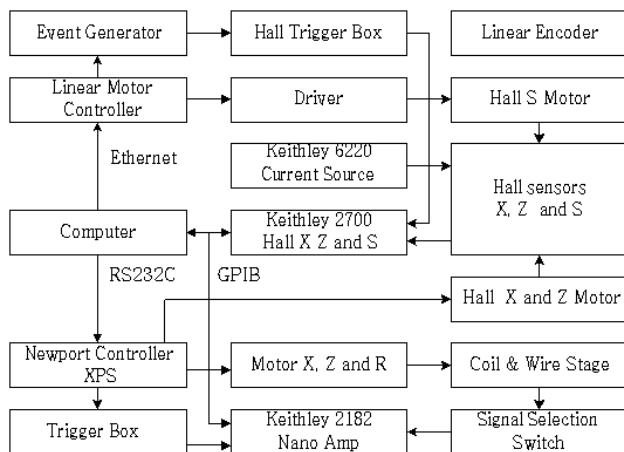 Event Generator
Hall Trigger Box
Linear Encoder
Linear Motor
Controller
Driver
Hall S Motor
Ethernet
Keithley 6220
Current Source
Hall sensors
X, Z and S
Computer
Keithley 2700
Hall X Z and S
RS232C
GPIB
Hall X and Z Motor
Newport Controller
XPS
Motor X, Z and R
Coil & Wire Stage
Trigger Box
Keithley 2182
Nano Amp
Signal Selection
Switch